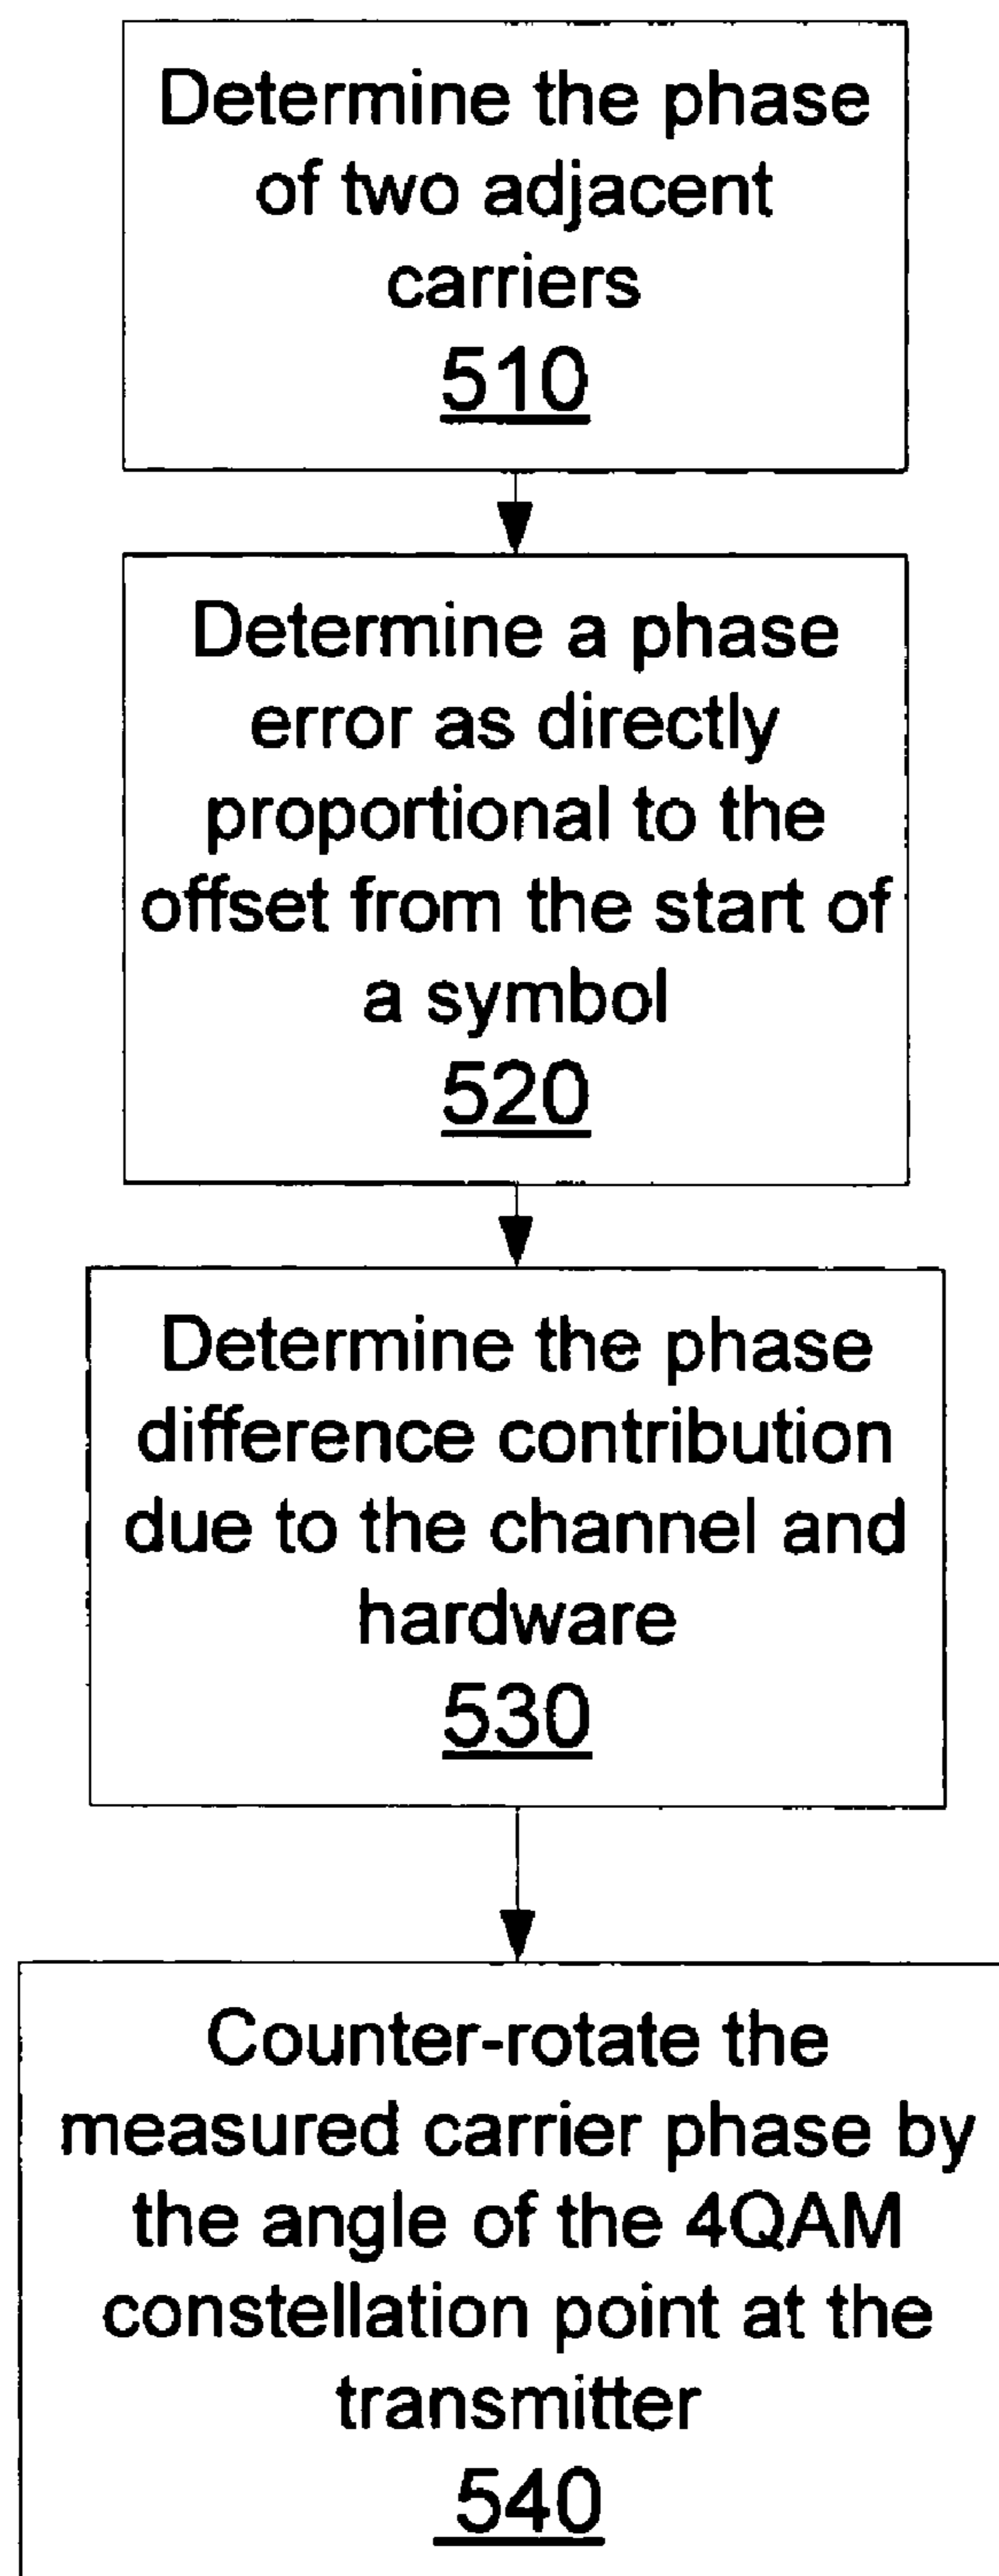 Determine the phase
of two adjacent
carriers
510
Determine a phase
error as directly
proportional to the
offset from the start of
a symbol
520
Determine the phase
difference contribution
due to the channel and
hardware
530
Counter-rotate the
measured carrier phase by
the angle of the 4QAM
constellation point at the
transmitter
540